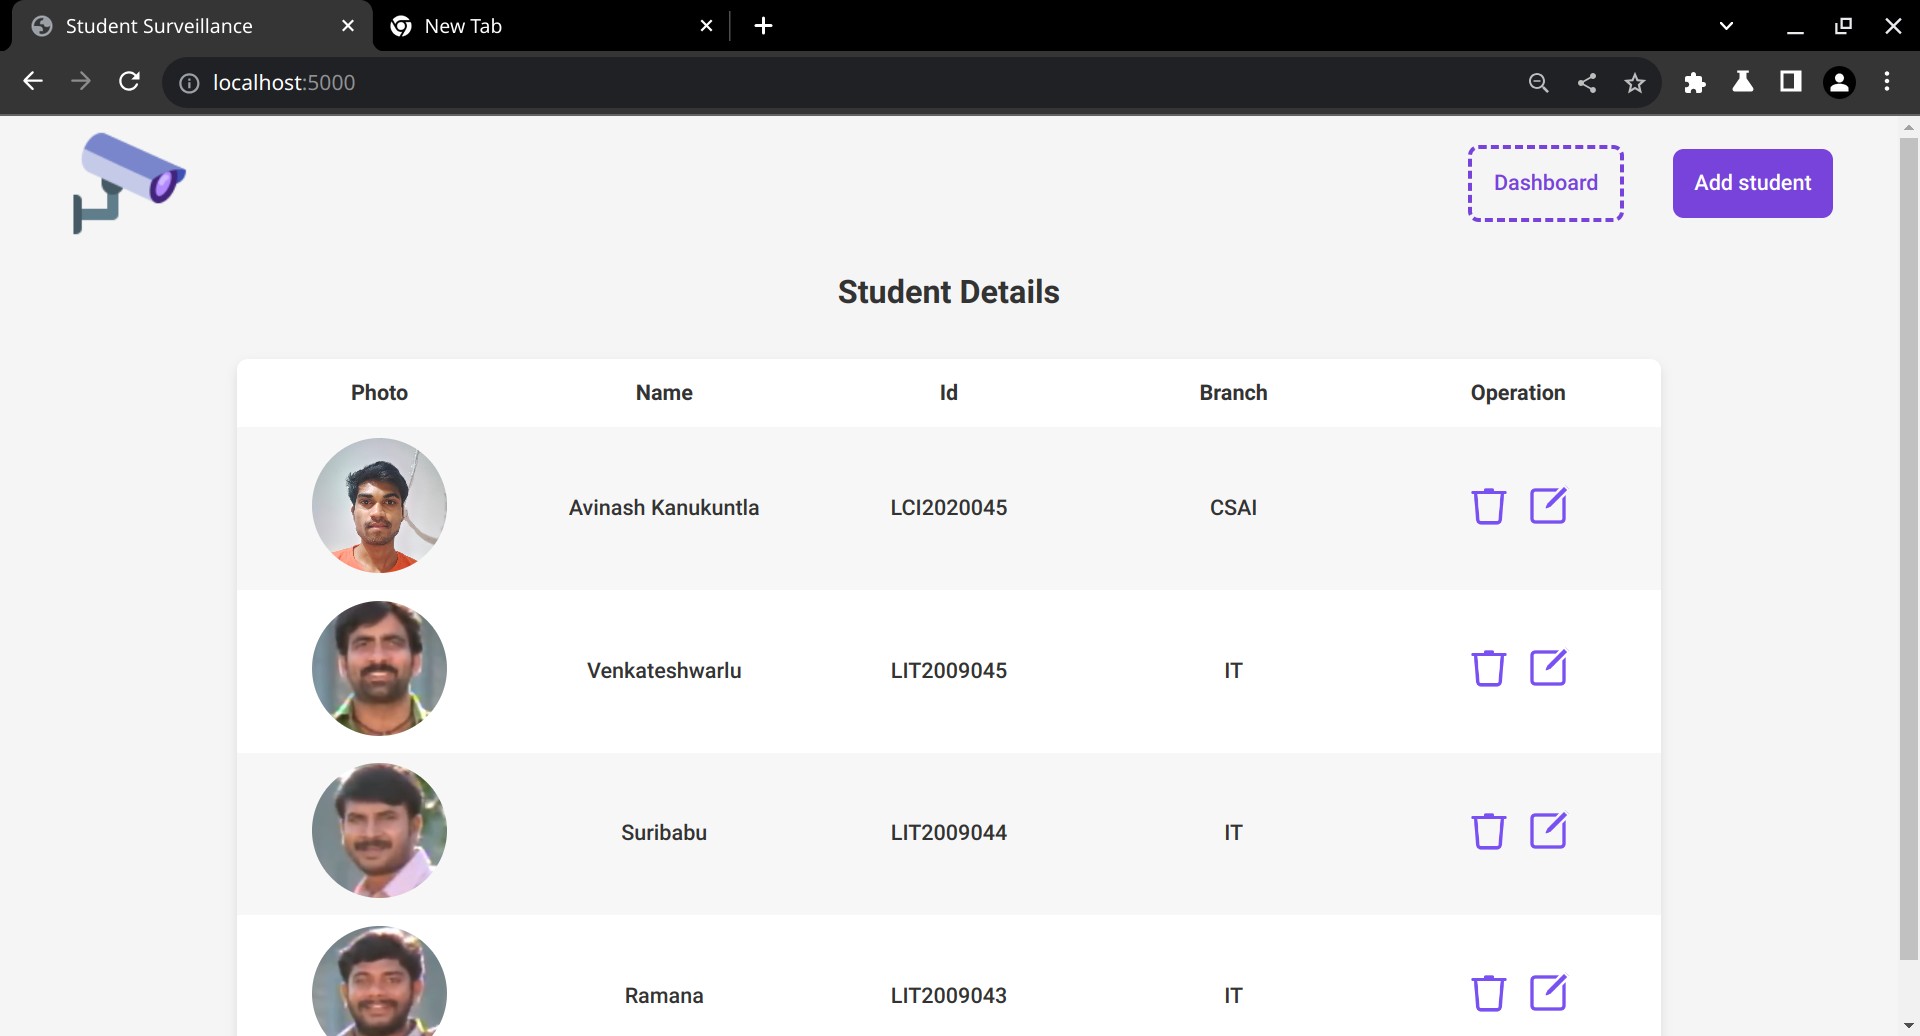 Student Surveillance
New Tab
localhost:5000
Dashboard
Add student
Student Details
Photo Name Id Branch Operation
Avinash Kanukuntla LCI2020045 CSAI
Venkateshwarlu LIT2009045 IT
Suribabu LIT2009044 IT
Ramana LIT2009043 IT